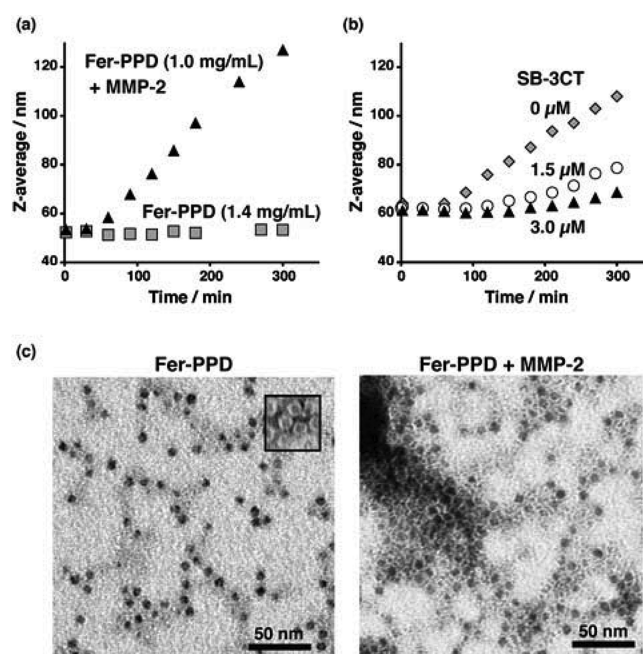 (a)
Fer-PPD (1.0 mg/mL)
+ MMP-2
Fer-PPD (1.4 mg/mL)
Z-average / nm
120
100
80
60
40
0
100
200
300
Time / min
(b)
SB-3CT
0 µM
1.5 µM
3.0 µM
Z-average / nm
120
100
80
60
40
0
100
200
300
Time / min
(c)
Fer-PPD
50 nm
Fer-PPD + MMP-2
50 nm